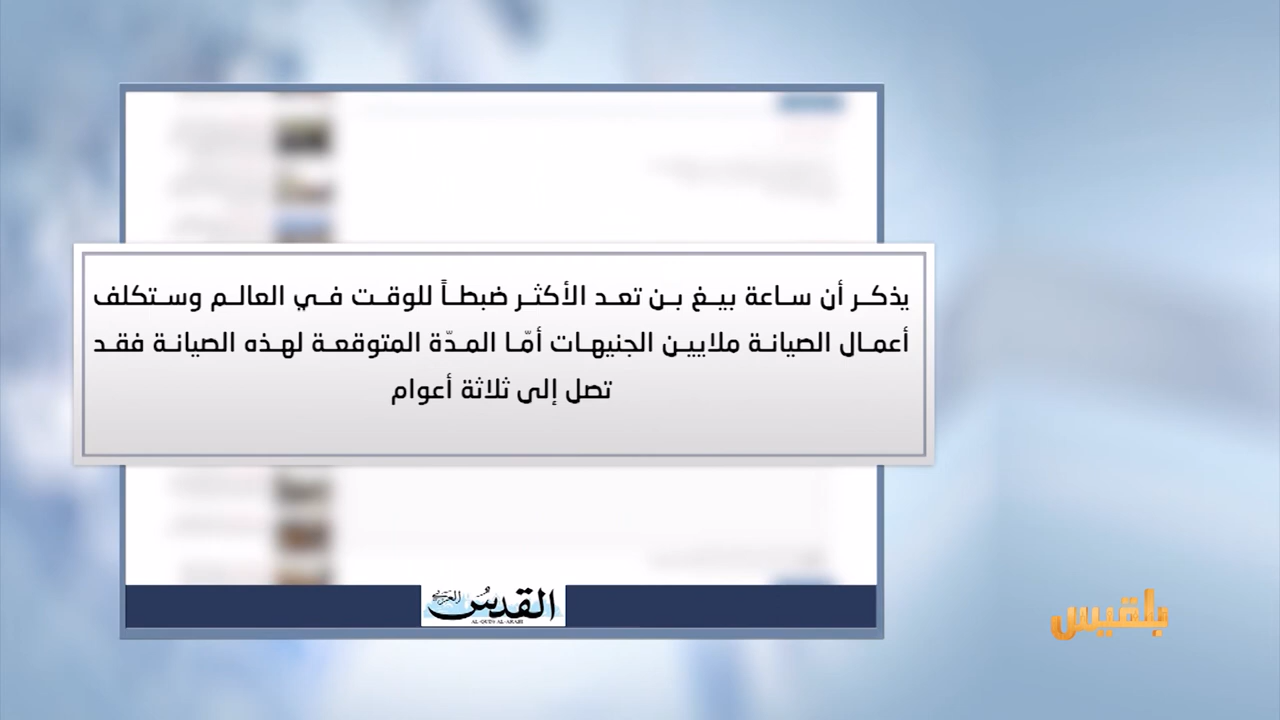 يذكر أن ساعة بيغ بن تعد الأكثر ضبطاً للوقت في العالم وستكلف
أعمال الصيانة ملايين الجنيهات أمّا المدّة المتوقعة لهذه الصيانة فقد
تصل إلى ثلاثة أعوام
القدس العربي
AL-QUDS AL-ARABI
بلقيس